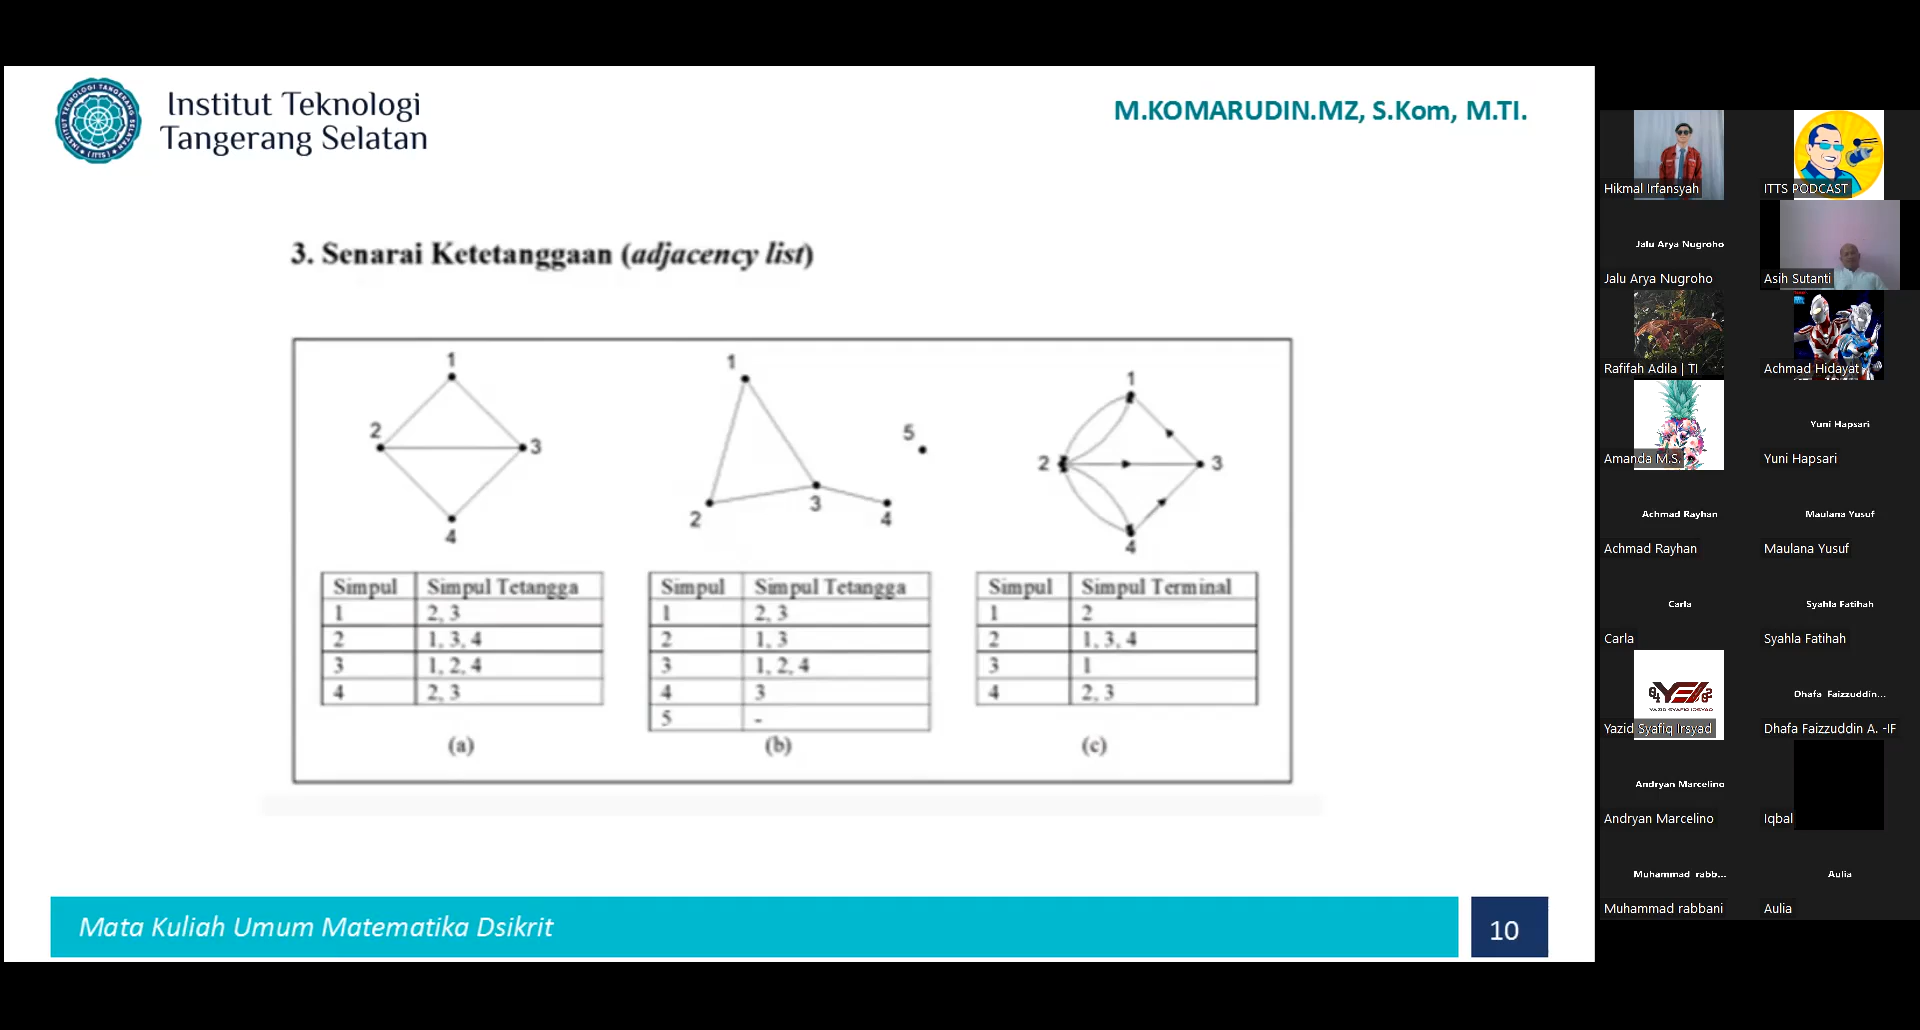 Institut Teknologi
Tangerang Selatan
M.KOMARUDIN.MZ, S.Kom, M.TI.
3. Senarai Ketetanggaan (adjacency list)
1
2
3
4
1
2
3
4
5
1
2
3
4
Simpul Simpul Tetangga
1 2, 3
2 1, 3, 4
3 1, 2, 4
4 2, 3
(a)
Simpul Simpul Tetangga
1 2, 3
2 1, 3
3 1, 2, 4
4 3
5 -
(b)
Simpul Simpul Terminal
1 2
2 1, 3, 4
3 1
4 2, 3
(c)
Mata Kuliah Umum Matematika Dsikrit
10
Hikmal Irfansyah
ITTS PODCAST
Jalu Arya Nugroho
Jalu Arya Nugroho
Asih Sutanti
Rafifah Adila | TI
Achmad Hidayat
Amanda M.S.
Yuni Hapsari
Yuni Hapsari
Achmad Rayhan
Achmad Rayhan
Maulana Yusuf
Maulana Yusuf
Carla
Carla
Syahla Fatihah
Syahla Fatihah
YAZID SYAFIQ IRSYAD
Yazid Syafiq Irsyad
Dhafa Faizzuddin...
Dhafa Faizzuddin A. -IF
Andryan Marcelino
Andryan Marcelino
Iqbal
Muhammad rabb...
Muhammad rabbani
Aulia
Aulia